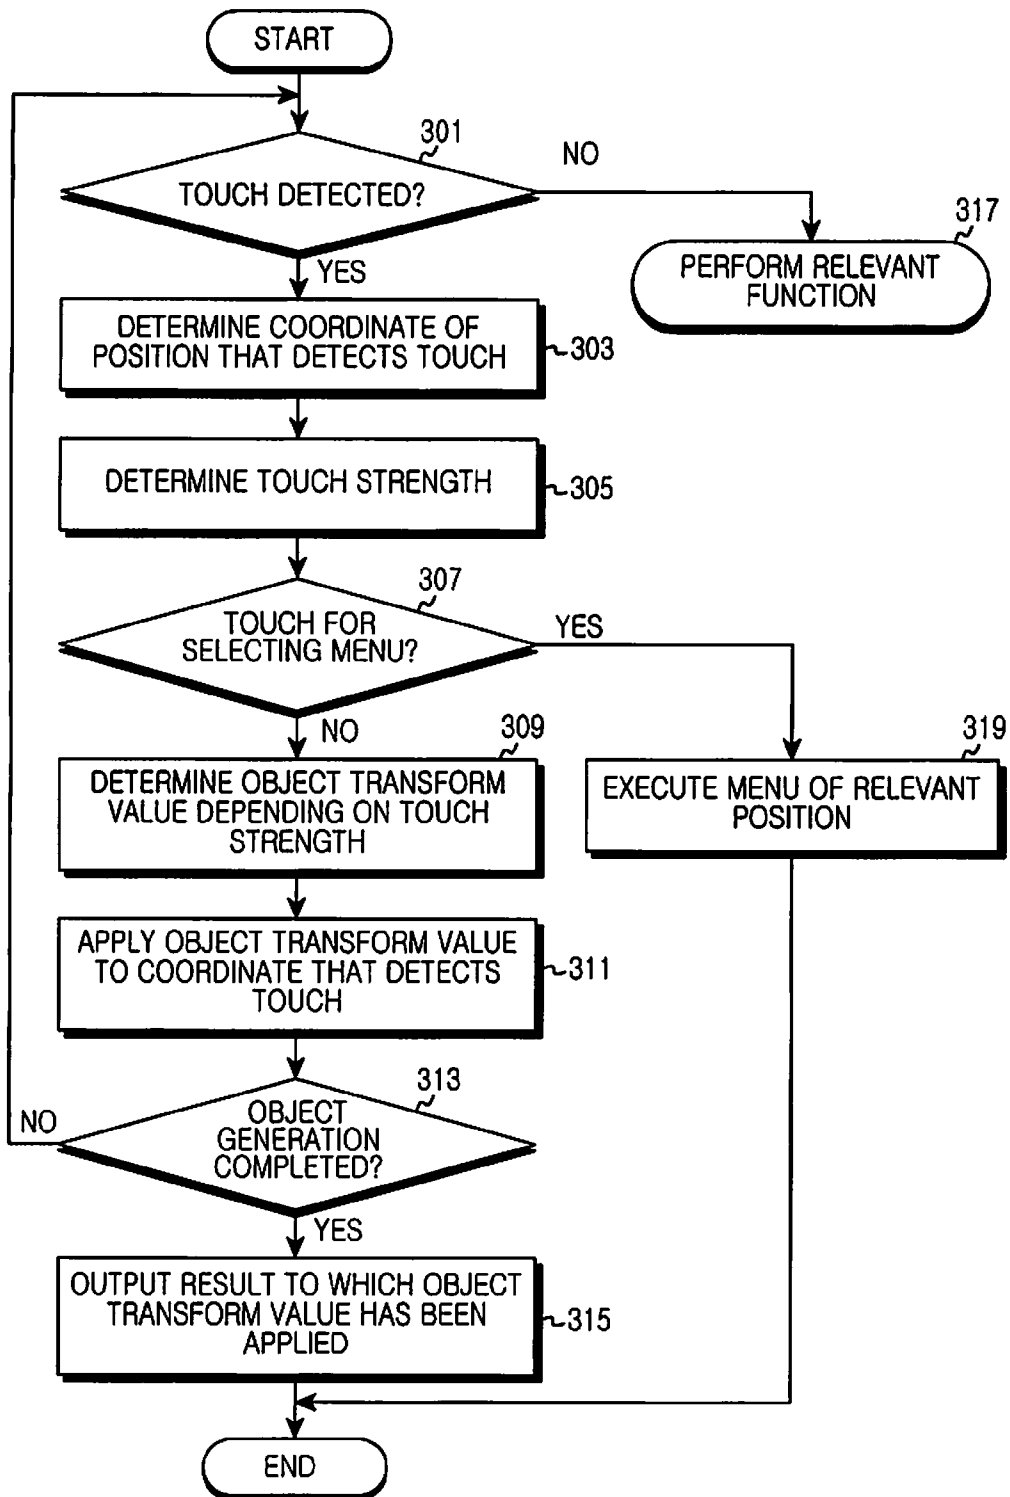 START
301
TOUCH DETECTED?
NO
317
PERFORM RELEVANT
FUNCTION
YES
DETERMINE COORDINATE OF
POSITION THAT DETECTS TOUCH
303
DETERMINE TOUCH STRENGTH
305
307
TOUCH FOR
SELECTING MENU?
YES
NO
309
DETERMINE OBJECT TRANSFORM
VALUE DEPENDING ON TOUCH
STRENGTH
319
EXECUTE MENU OF RELEVANT
POSITION
APPLY OBJECT TRANSFORM VALUE
TO COORDINATE THAT DETECTS
TOUCH
311
313
OBJECT
GENERATION
COMPLETED?
NO
YES
OUTPUT RESULT TO WHICH OBJECT
TRANSFORM VALUE HAS BEEN
APPLIED
315
END